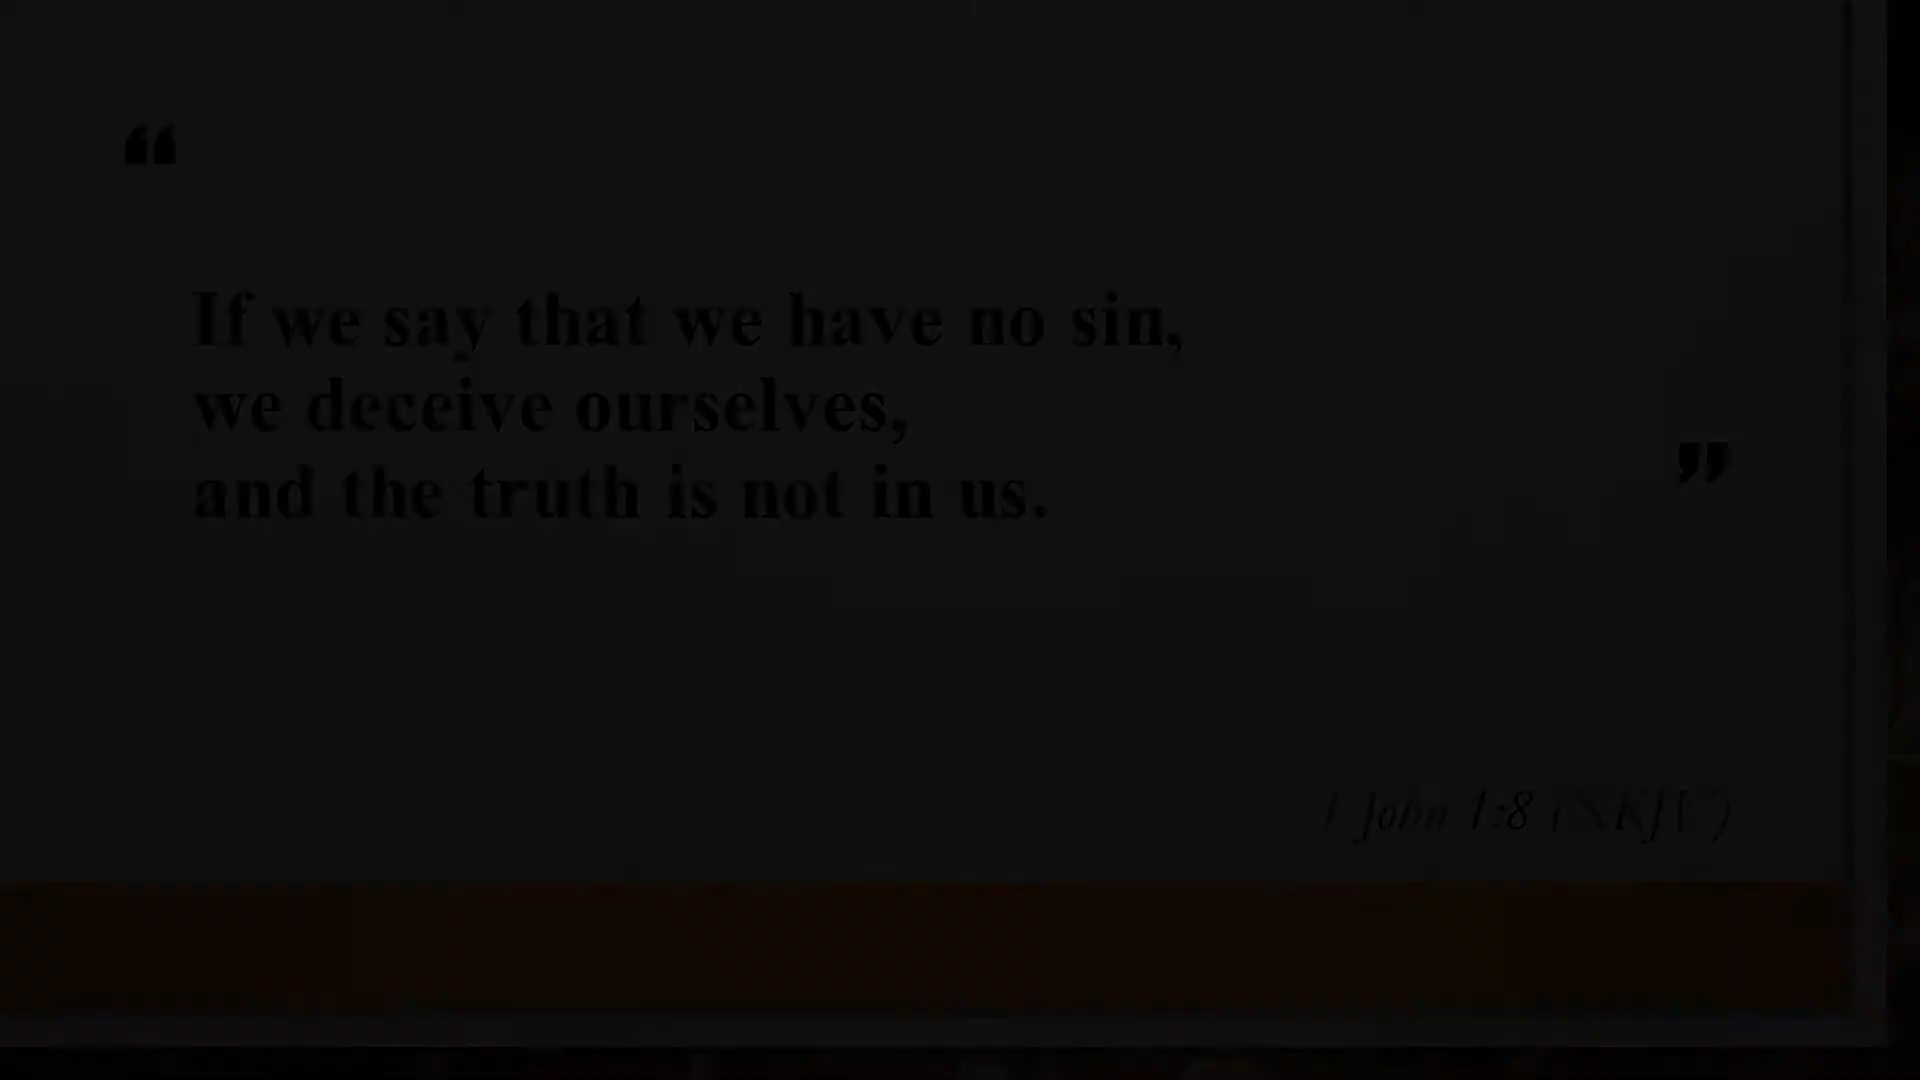 “
If we say that we have no sin,
we deceive ourselves,
and the truth is not in us.
”
1 John 1:8 (NKJV)